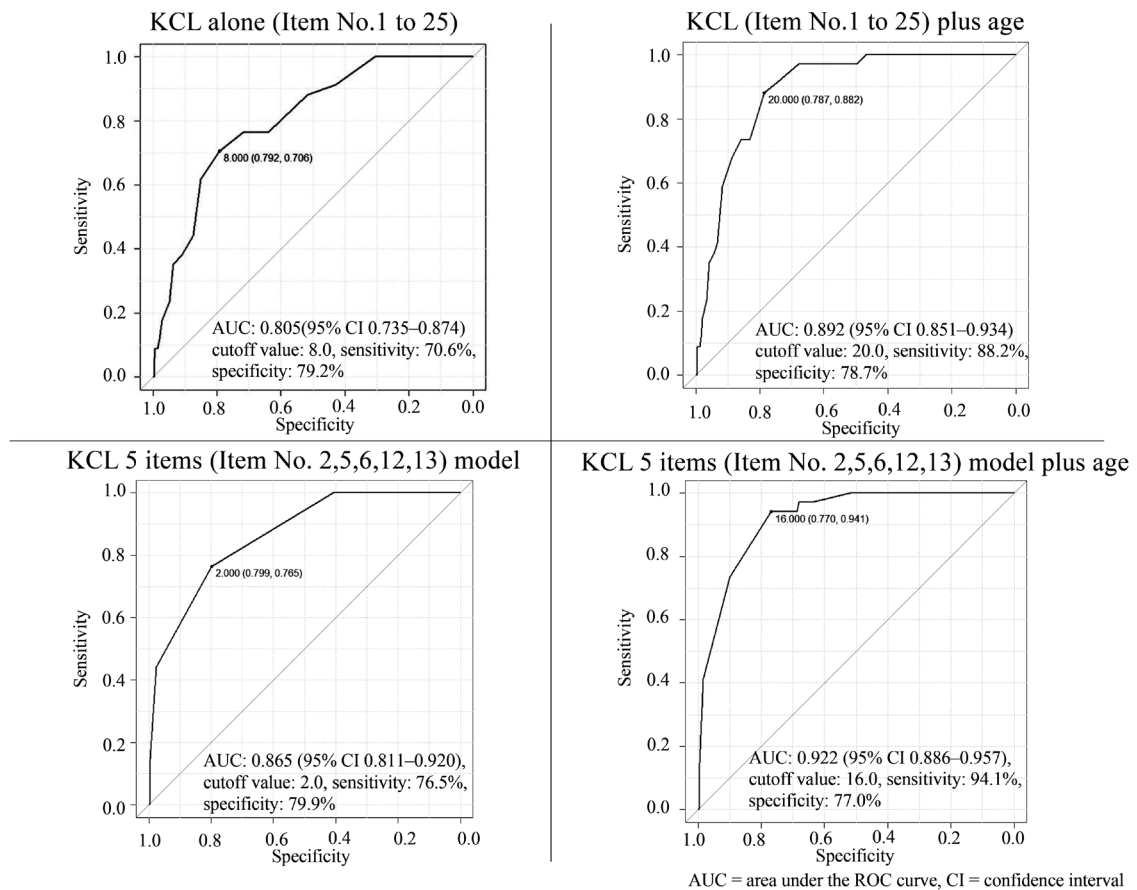 KCL alone (Item No.1 to 25)
1.0
0.8
0.6
0.4
0.2
0.0
Sensitivity
8.000 (0.792, 0.706)
AUC: 0.805(95% CI 0.735–0.874)
cutoff value: 8.0, sensitivity: 70.6%,
specificity: 79.2%
1.0 0.8 0.6 0.4 0.2 0.0
Specificity
KCL (Item No.1 to 25) plus age
1.0
0.8
0.6
0.4
0.2
0.0
Sensitivity
20.000 (0.787, 0.882)
AUC: 0.892 (95% CI 0.851–0.934)
cutoff value: 20.0, sensitivity: 88.2%,
specificity: 78.7%
1.0 0.8 0.6 0.4 0.2 0.0
Specificity
KCL 5 items (Item No. 2,5,6,12,13) model
1.0
0.8
0.6
0.4
0.2
0.0
Sensitivity
2.000 (0.799, 0.765)
AUC: 0.865 (95% CI 0.811–0.920),
cutoff value: 2.0, sensitivity: 76.5%,
specificity: 79.9%
1.0 0.8 0.6 0.4 0.2 0.0
Specificity
KCL 5 items (Item No. 2,5,6,12,13) model plus age
1.0
0.8
0.6
0.4
0.2
0.0
Sensitivity
16.000 (0.770, 0.941)
AUC: 0.922 (95% CI 0.886–0.957),
cutoff value: 16.0, sensitivity: 94.1%,
specificity: 77.0%
1.0 0.8 0.6 0.4 0.2 0.0
Specificity
AUC = area under the ROC curve, CI = confidence interval